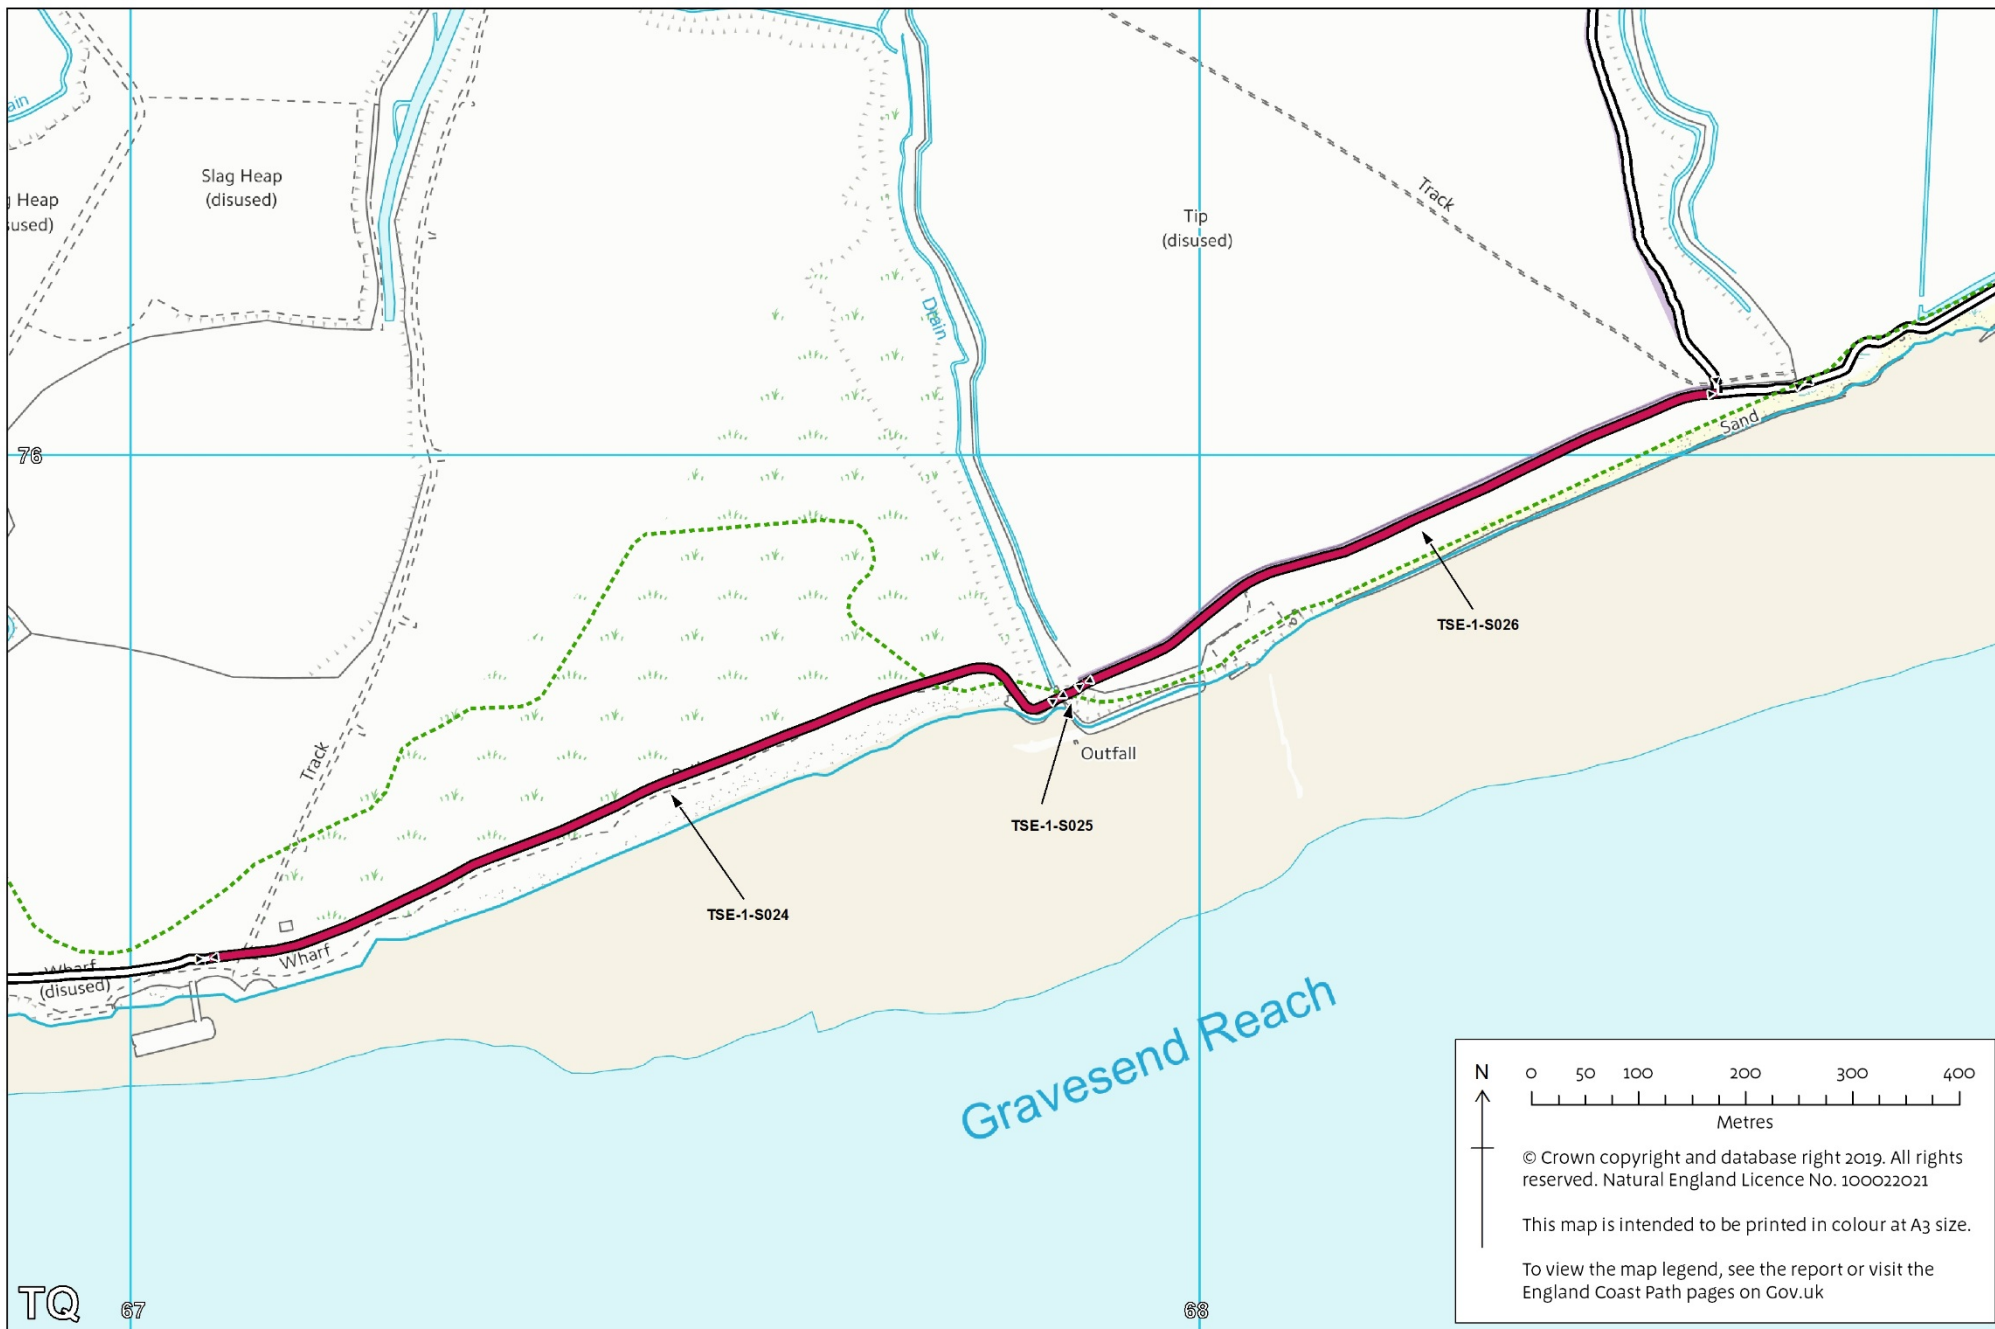 ain
Slag Heap
(disused)
g Heap
sused)
Tip
(disused)
Track
Drain
Sand
76
TSE-1-S026
Outfall
Track
TSE-1-S025
TSE-1-S024
Wharf
Wharf
(disused)
Gravesend Reach
N
0 50 100 200 300 400
Metres
© Crown copyright and database right 2019. All rights
reserved. Natural England Licence No. 100022021
This map is intended to be printed in colour at A3 size.
To view the map legend, see the report or visit the
England Coast Path pages on Gov.uk
TQ
67
68